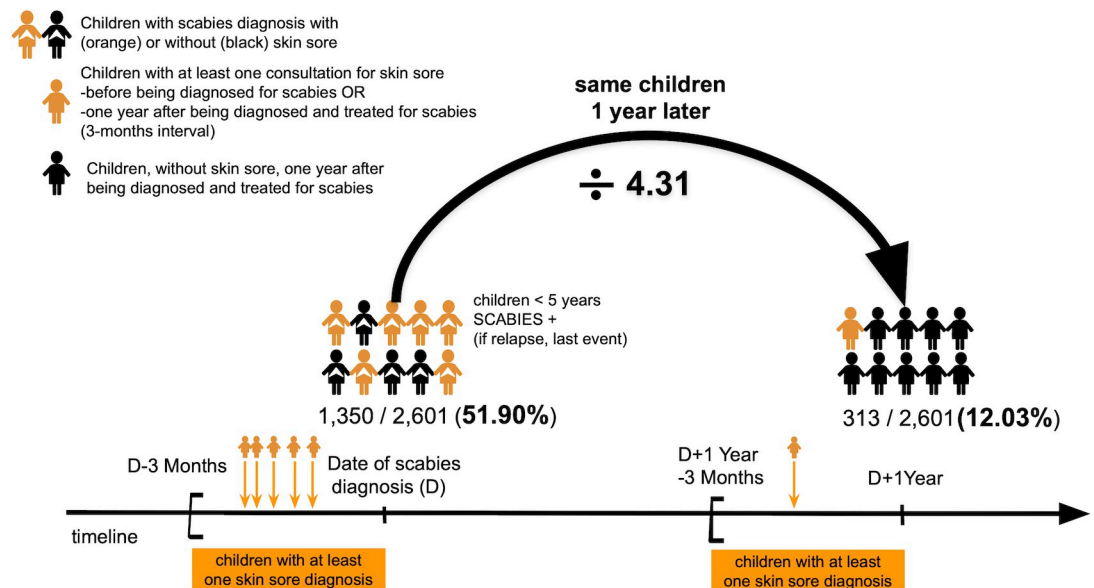 Children with scabies diagnosis with
(orange) or without (black) skin sore
Children with at least one consultation for skin sore
-before being diagnosed for scabies OR
-one year after being diagnosed and treated for scabies
(3-months interval)
Children, without skin sore, one year after
being diagnosed and treated for scabies
same children
1 year later
÷ 4.31
children < 5 years
SCABIES +
(if relapse, last event)
1,350 / 2,601 (51.90%)
313 / 2,601 (12.03%)
D-3 Months
Date of scabies
diagnosis (D)
D+1 Year
-3 Months
D+1Year
timeline
children with at least
one skin sore diagnosis
children with at least
one skin sore diagnosis